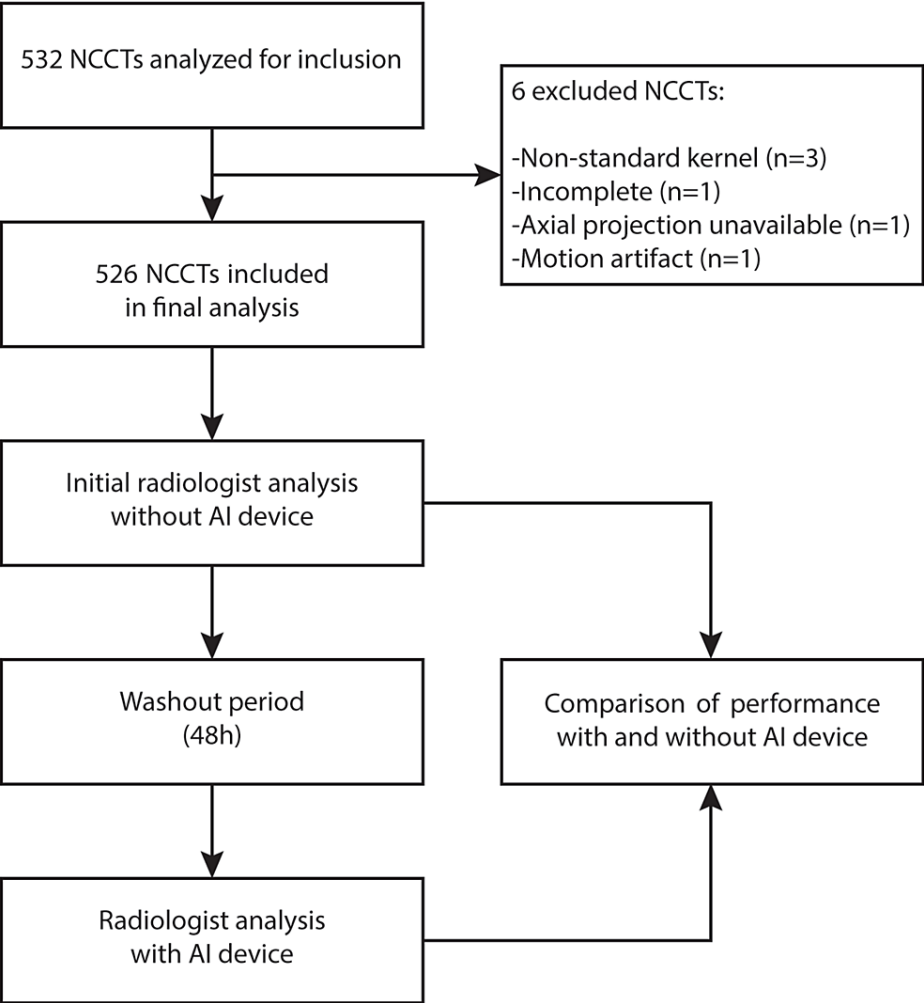 532 NCCTs analyzed for inclusion
6 excluded NCCTs:
-Non-standard kernel (n=3)
-Incomplete (n=1)
-Axial projection unavailable (n=1)
-Motion artifact (n=1)
526 NCCTs included
in final analysis
Initial radiologist analysis
without AI device
Washout period
(48h)
Comparison of performance
with and without AI device
Radiologist analysis
with AI device